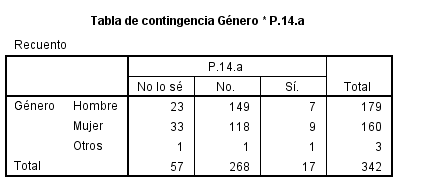 Tabla de contingencia Género * P.14.a
Recuento
P.14.a
No lo sé No. Sí. Total
Género Hombre 23 149 7 179
Mujer 33 118 9 160
Otros 1 1 1 3
Total 57 268 17 342